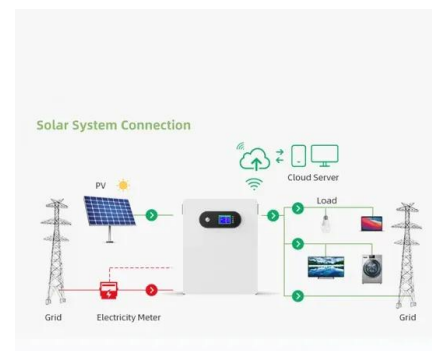 Solar System Connection
Cloud Server
PV
Load
Grid
Electricity Meter
Grid